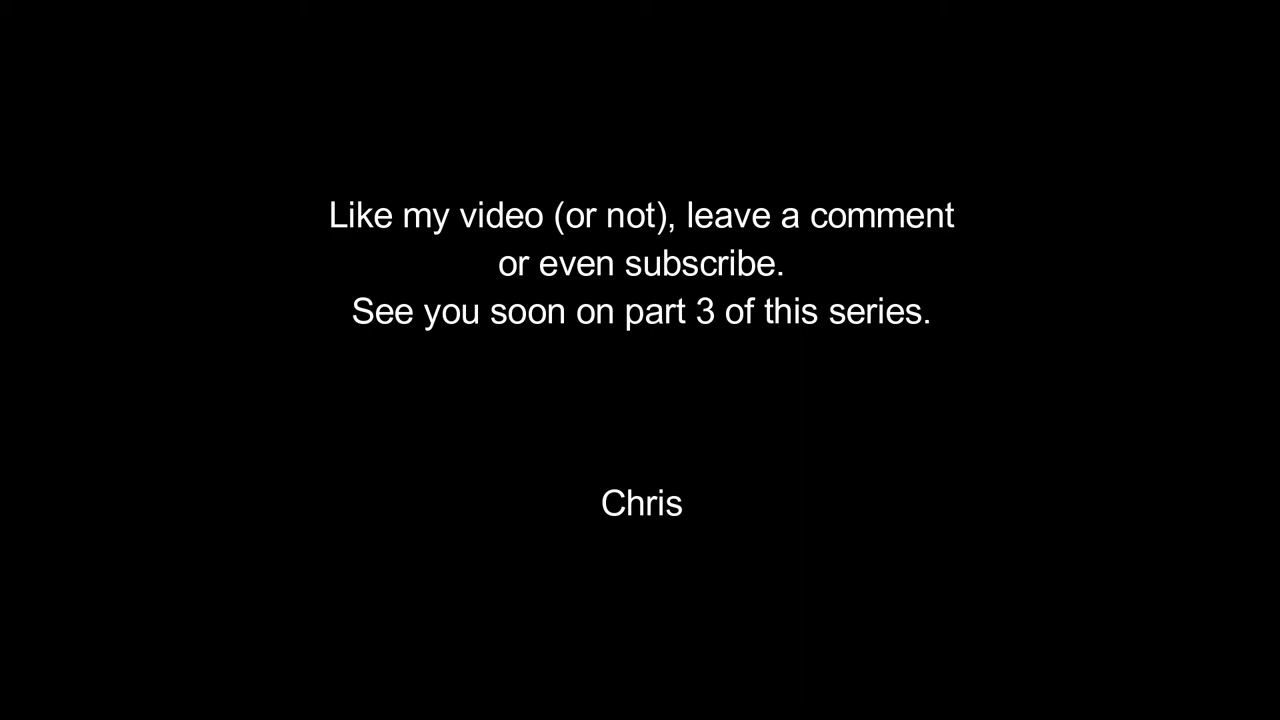 Like my video (or not), leave a comment
or even subscribe.
See you soon on part 3 of this series.
Chris